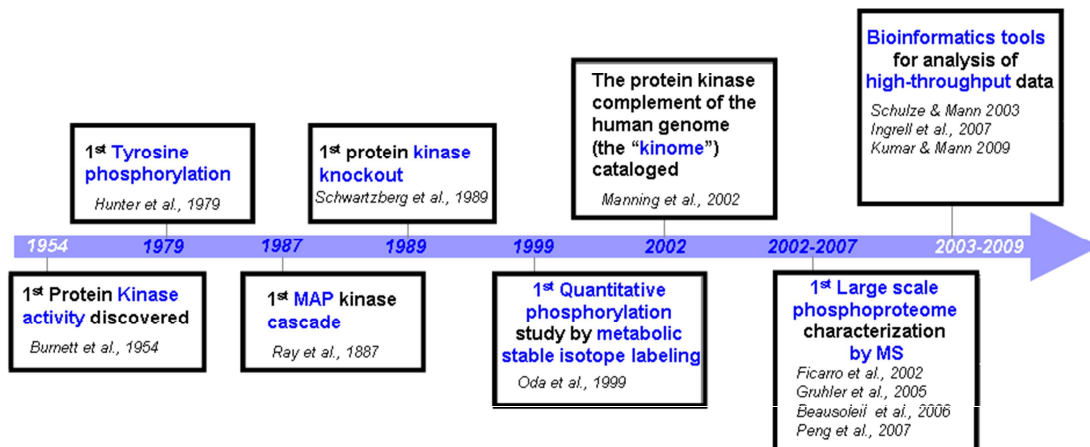 Bioinformatics tools
for analysis of
high-throughput data
Schulze & Mann 2003
Ingrell et al., 2007
Kumar & Mann 2009
The protein kinase
complement of the
human genome
(the “kinome”)
cataloged
Manning et al., 2002
1st Tyrosine
phosphorylation
Hunter et al., 1979
1st protein kinase
knockout
Schwartzberg et al., 1989
1954 1979 1987 1989 1999 2002 2002-2007 2003-2009
1st Protein Kinase
activity discovered
Burnett et al., 1954
1st MAP kinase
cascade
Ray et al., 1887
1st Quantitative
phosphorylation
study by metabolic
stable isotope labeling
Oda et al., 1999
1st Large scale
phosphoproteome
characterization
by MS
Ficarro et al., 2002
Gruhler et al., 2005
Beausoleil et al., 2006
Peng et al., 2007